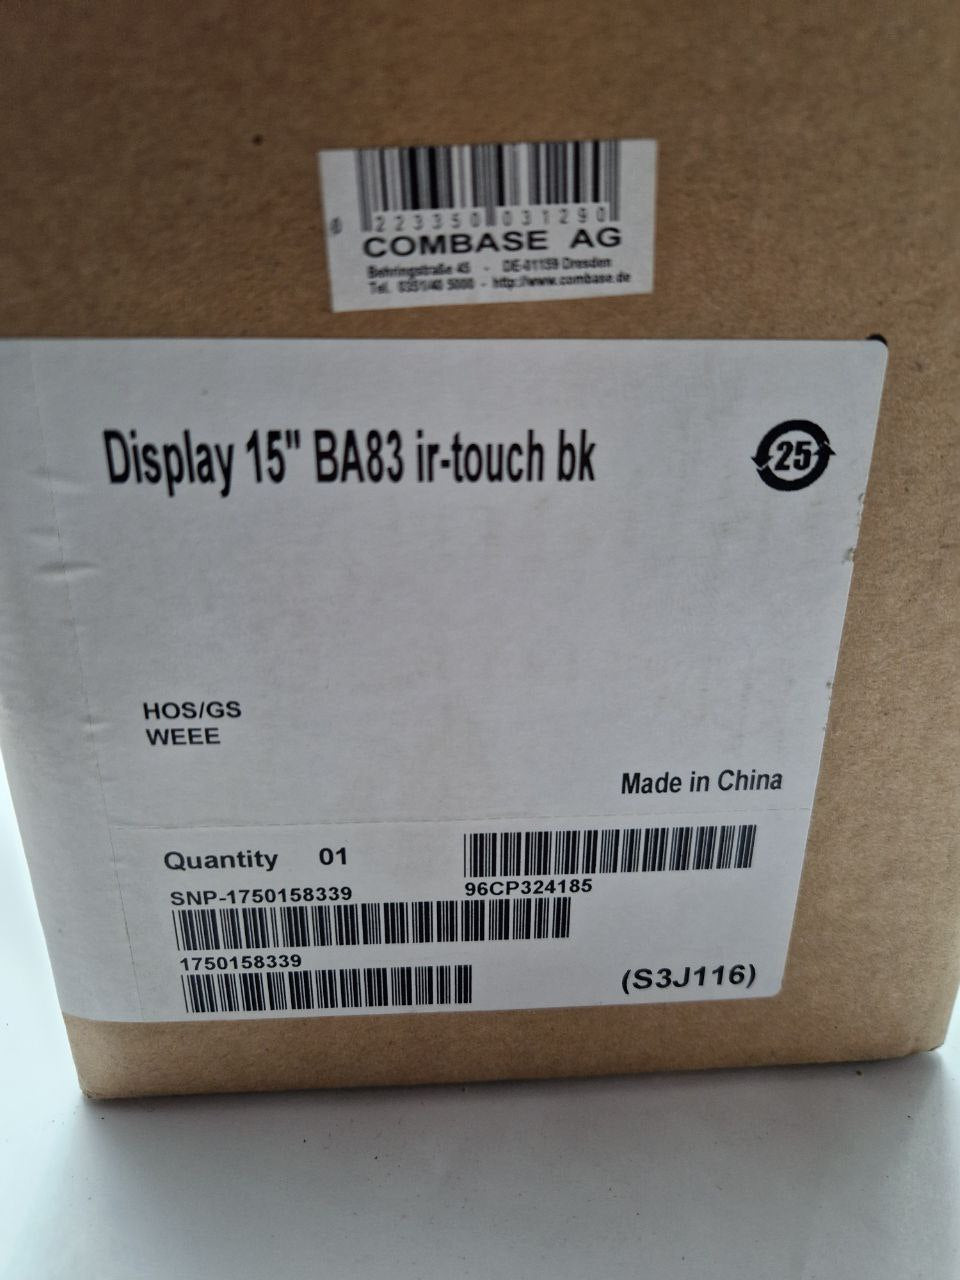 0 223350 031290
COMBASE AG
Behringstraße 45 - DE-01159 Dresden
Tel. 0351/40 5000 - http://www.combase.de
Display 15" BA83 ir-touch bk
25
HOS/GS
WEEE
Made in China
Quantity 01
SNP-1750158339
96CP324185
1750158339
(S3J116)